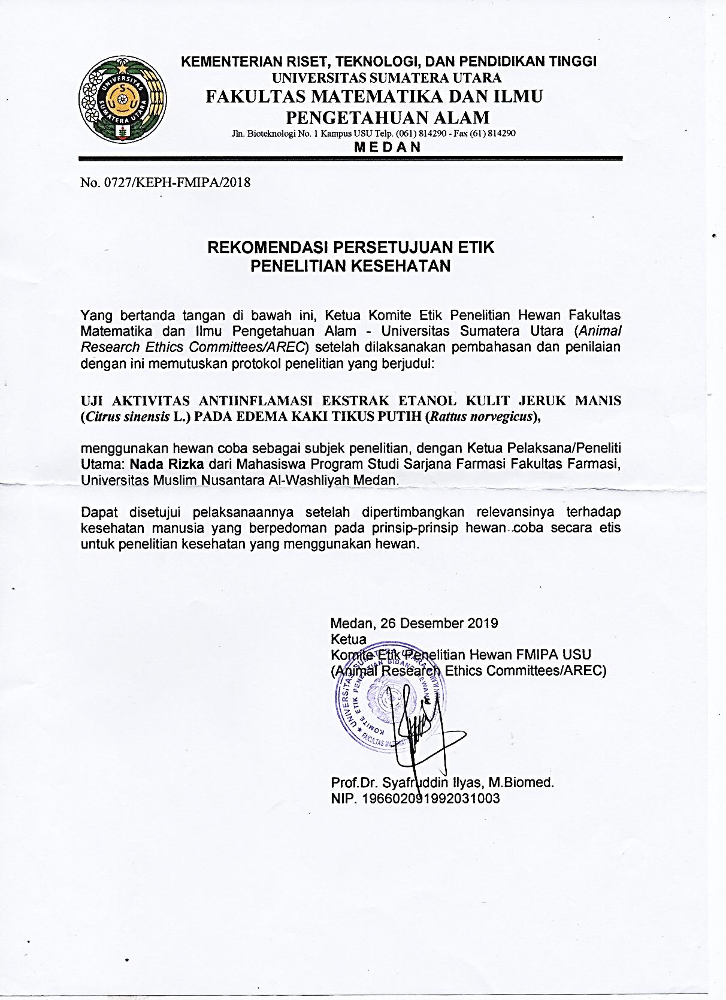 KEMENTERIAN RISET, TEKNOLOGI, DAN PENDIDIKAN TINGGI
UNIVERSITAS SUMATERA UTARA
FAKULTAS MATEMATIKA DAN ILMU
PENGETAHUAN ALAM
Jln. Bioteknologi No. 1 Kampus USU Telp. (061) 814290 - Fax (61) 814290
M E D A N
UNIVERSITAS SUMATERA UTARA
No. 0727/KEPH-FMIPA/2018
REKOMENDASI PERSETUJUAN ETIK
PENELITIAN KESEHATAN
Yang bertanda tangan di bawah ini, Ketua Komite Etik Penelitian Hewan Fakultas
Matematika dan Ilmu Pengetahuan Alam - Universitas Sumatera Utara (Animal
Research Ethics Committees/AREC) setelah dilaksanakan pembahasan dan penilaian
dengan ini memutuskan protokol penelitian yang berjudul:
UJI AKTIVITAS ANTIINFLAMASI EKSTRAK ETANOL KULIT JERUK MANIS
(Citrus sinensis L.) PADA EDEMA KAKI TIKUS PUTIH (Rattus norvegicus),
menggunakan hewan coba sebagai subjek penelitian, dengan Ketua Pelaksana/Peneliti
Utama: Nada Rizka dari Mahasiswa Program Studi Sarjana Farmasi Fakultas Farmasi,
Universitas Muslim Nusantara Al-Washliyah Medan.
Dapat disetujui pelaksanaannya setelah dipertimbangkan relevansinya terhadap
kesehatan manusia yang berpedoman pada prinsip-prinsip hewan coba secara etis
untuk penelitian kesehatan yang menggunakan hewan.
Medan, 26 Desember 2019
Ketua
Komite Etik Penelitian Hewan FMIPA USU
(Animal Research Ethics Committees/AREC)
UNIVERSITAS SUMATERA UTARA
KOMITE ETIK PENELITIAN BIDANG HEWAN
Prof.Dr. Syafruddin Ilyas, M.Biomed.
NIP. 196602091992031003